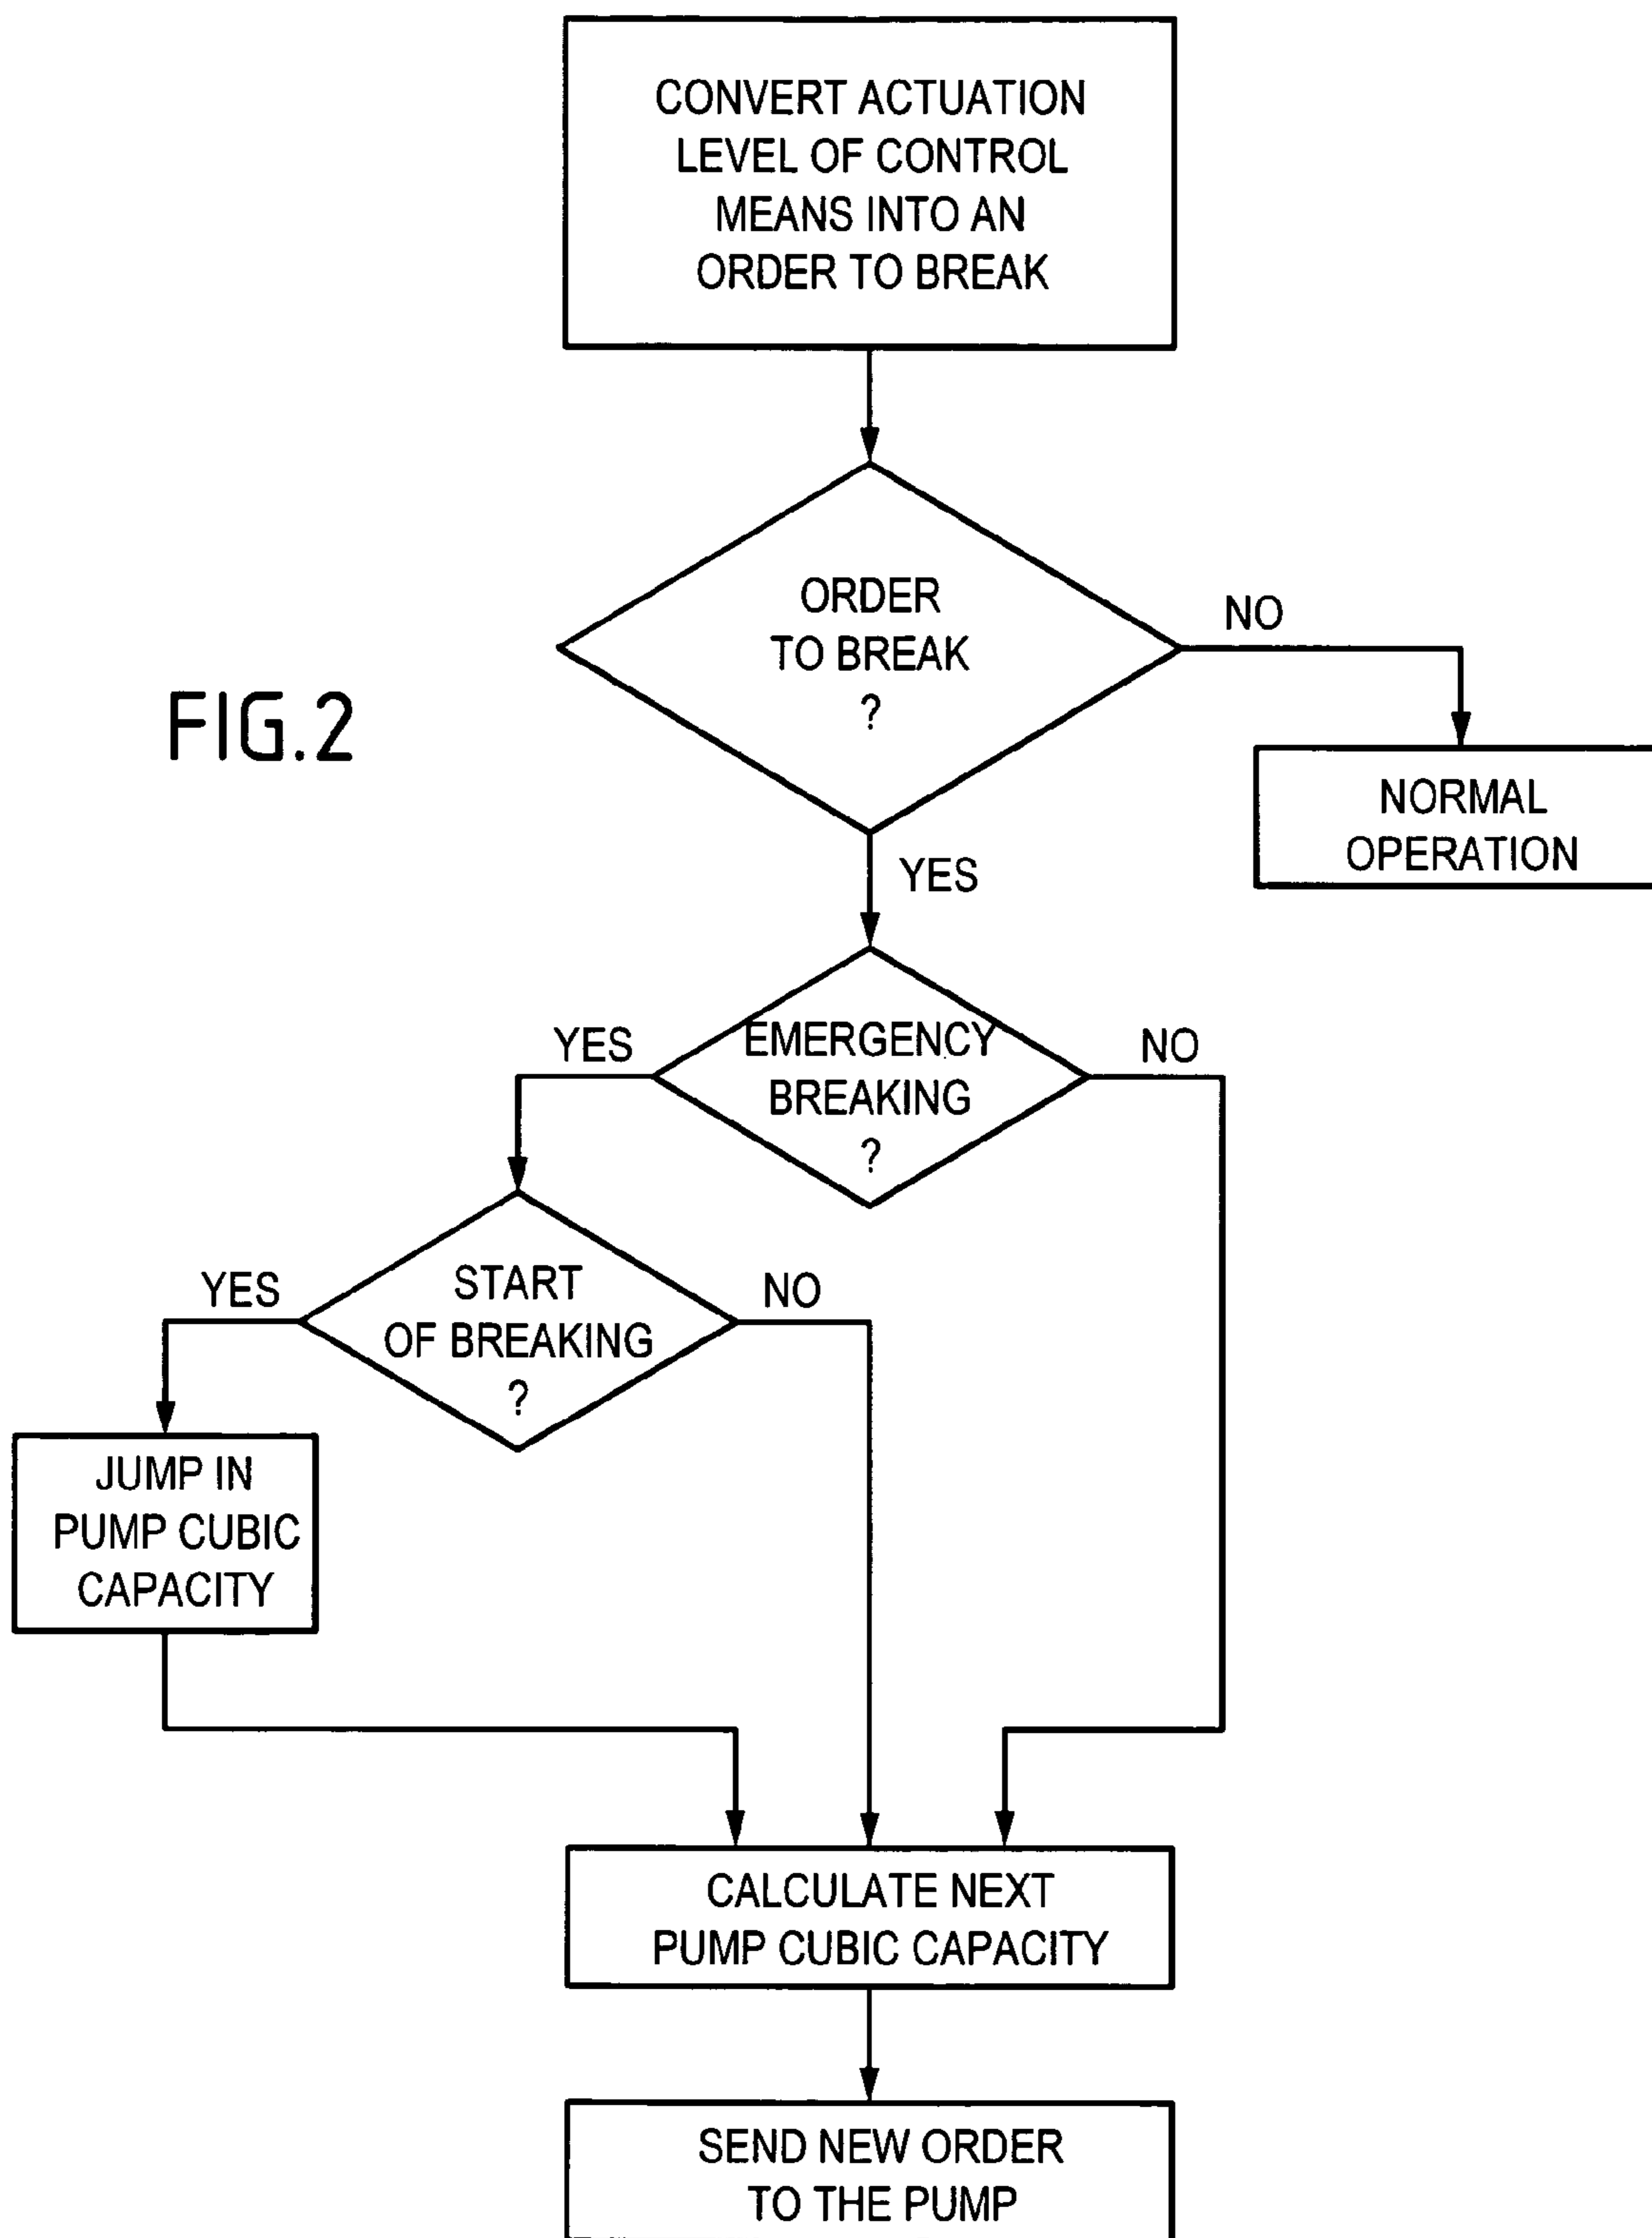 CONVERT ACTUATION
LEVEL OF CONTROL
MEANS INTO AN
ORDER TO BREAK
ORDER
TO BREAK
?
NO
FIG.2
NORMAL
OPERATION
YES
EMERGENCY
BREAKING
?
YES
NO
START
OF BREAKING
?
YES
NO
JUMP IN
PUMP CUBIC
CAPACITY
CALCULATE NEXT
PUMP CUBIC CAPACITY
SEND NEW ORDER
TO THE PUMP